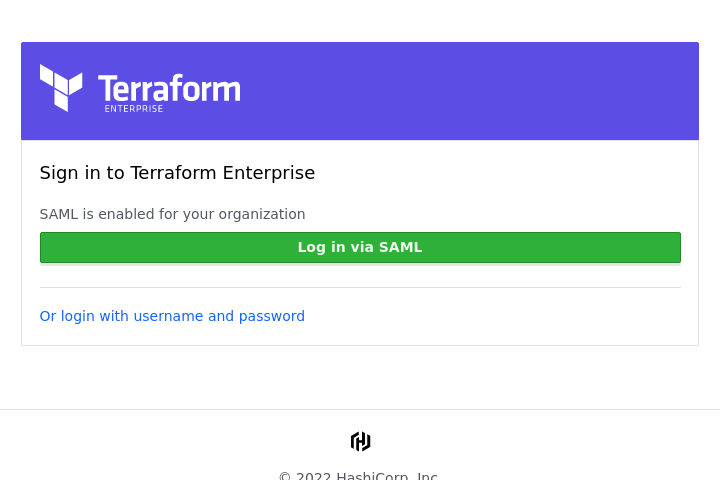 Terraform
ENTERPRISE
Sign in to Terraform Enterprise
SAML is enabled for your organization
Log in via SAML
Or login with username and password
© 2022 HashiCorp, Inc.